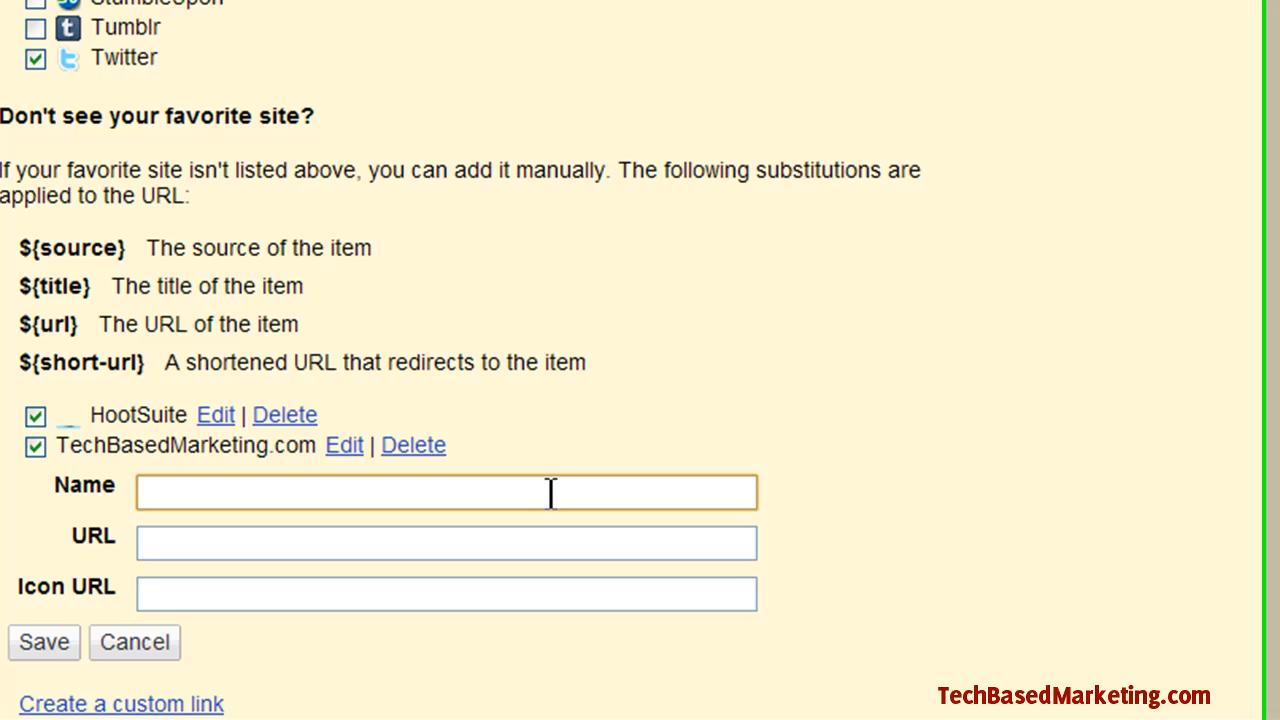 StumbleUpon
Tumblr
Twitter
Don't see your favorite site?
If your favorite site isn't listed above, you can add it manually. The following substitutions are
applied to the URL:
${source} The source of the item
${title} The title of the item
${url} The URL of the item
${short-url} A shortened URL that redirects to the item
HootSuite Edit | Delete
TechBasedMarketing.com Edit | Delete
Name
URL
Icon URL
Save Cancel
Create a custom link
TechBasedMarketing.com